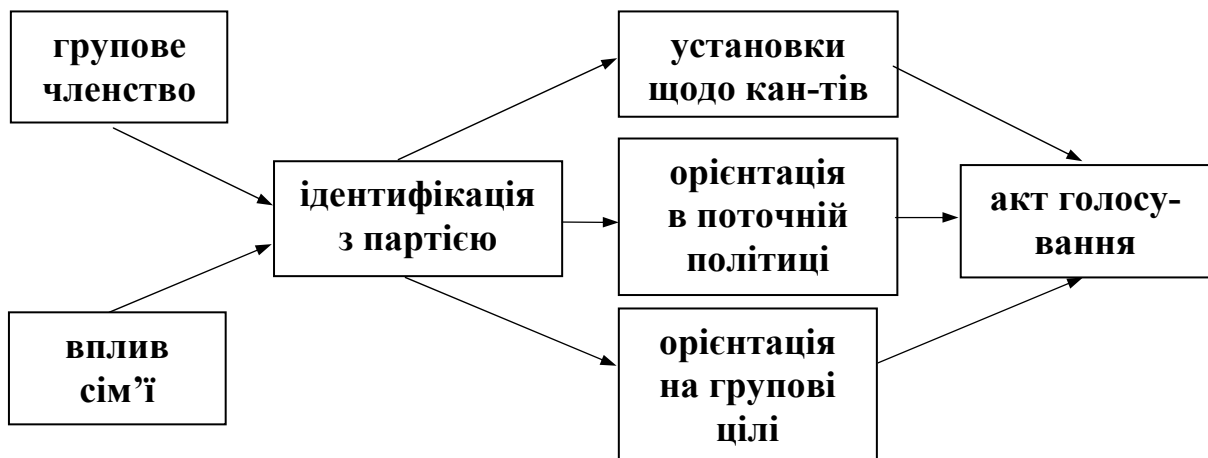 групове
членство
вплив
сім’ї
ідентифікація
з партією
установки
щодо кан-тів
орієнтація
в поточній
політиці
орієнтація
на групові
цілі
акт голосу-
вання